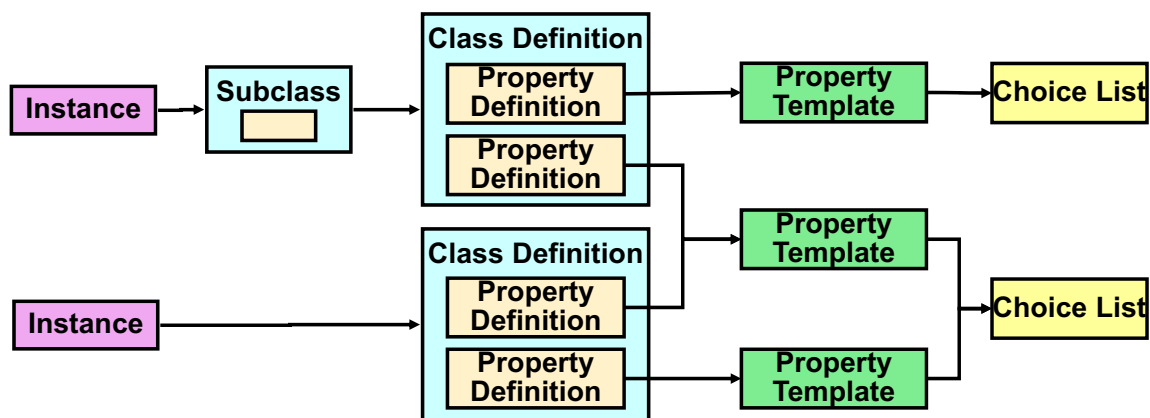 Class Definition
Instance
Subclass
Property
Definition
Property
Template
Choice List
Property
Definition
Class Definition
Property
Template
Instance
Property
Definition
Choice List
Property
Definition
Property
Template